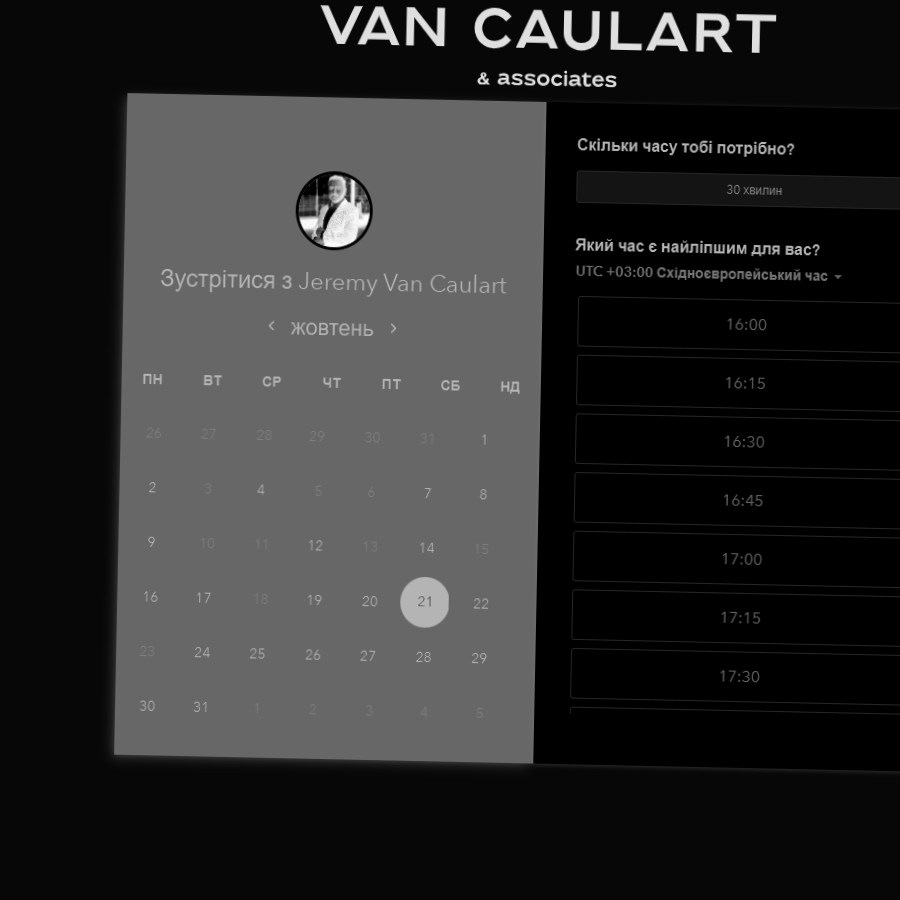 VAN CAULART
& associates
Зустрітися з Jeremy Van Caulart
жовтень
ПН ВТ СР ЧТ ПТ СБ НД
26 27 28 29 30 31 1
2 3 4 5 6 7 8
9 10 11 12 13 14 15
16 17 18 19 20 21 22
23 24 25 26 27 28 29
30 31 1 2 3 4 5
Скільки часу тобі потрібно?
30 хвилин
Який час є найліпшим для вас?
UTC +03:00 Східноєвропейський час
16:00
16:15
16:30
16:45
17:00
17:15
17:30